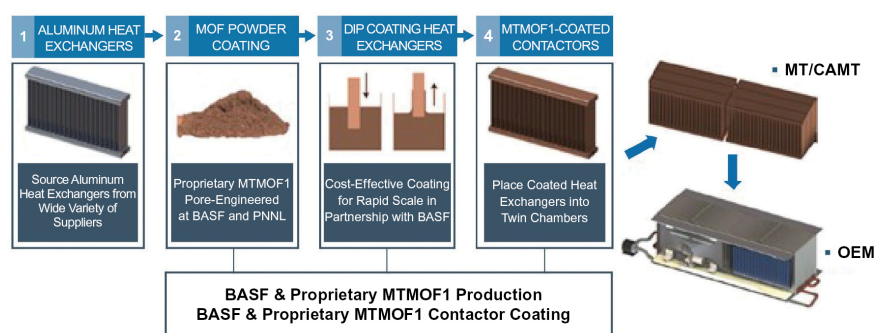 1 ALUMINUM HEAT
EXCHANGERS
2 MOF POWDER
COATING
3 DIP COATING HEAT
EXCHANGERS
4 MTMOF1-COATED
CONTACTORS
Source Aluminum
Heat Exchangers from
Wide Variety of
Suppliers
Proprietary MTMOF1
Pore-Engineered
at BASF and PNNL
Cost-Effective Coating
for Rapid Scale in
Partnership with BASF
Place Coated Heat
Exchangers into
Twin Chambers
▪ MT/CAMT
▪ OEM
BASF & Proprietary MTMOF1 Production
BASF & Proprietary MTMOF1 Contactor Coating